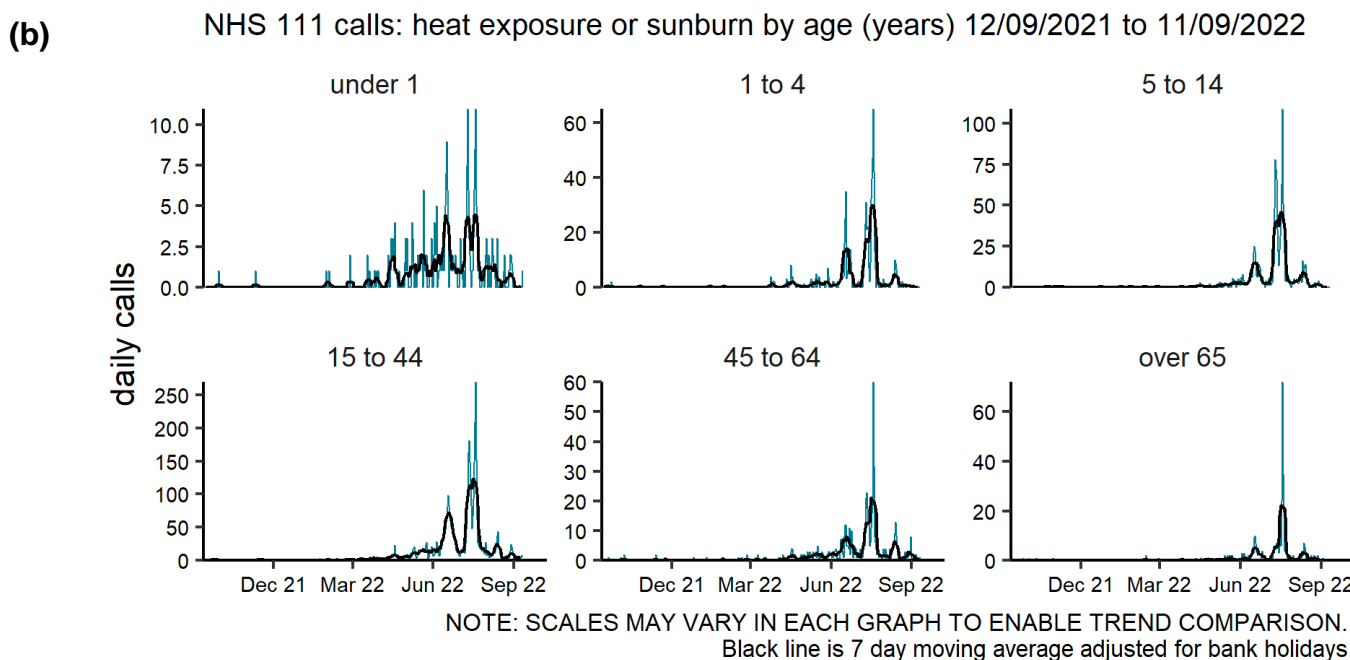 (b)
NHS 111 calls: heat exposure or sunburn by age (years) 12/09/2021 to 11/09/2022
daily calls
under 1
10.0
7.5
5.0
2.5
0.0
1 to 4
60
40
20
0
5 to 14
100
75
50
25
0
15 to 44
250
200
150
100
50
0
Dec 21 Mar 22 Jun 22 Sep 22
45 to 64
60
50
40
30
20
10
0
Dec 21 Mar 22 Jun 22 Sep 22
over 65
60
40
20
0
Dec 21 Mar 22 Jun 22 Sep 22
NOTE: SCALES MAY VARY IN EACH GRAPH TO ENABLE TREND COMPARISON.
Black line is 7 day moving average adjusted for bank holidays